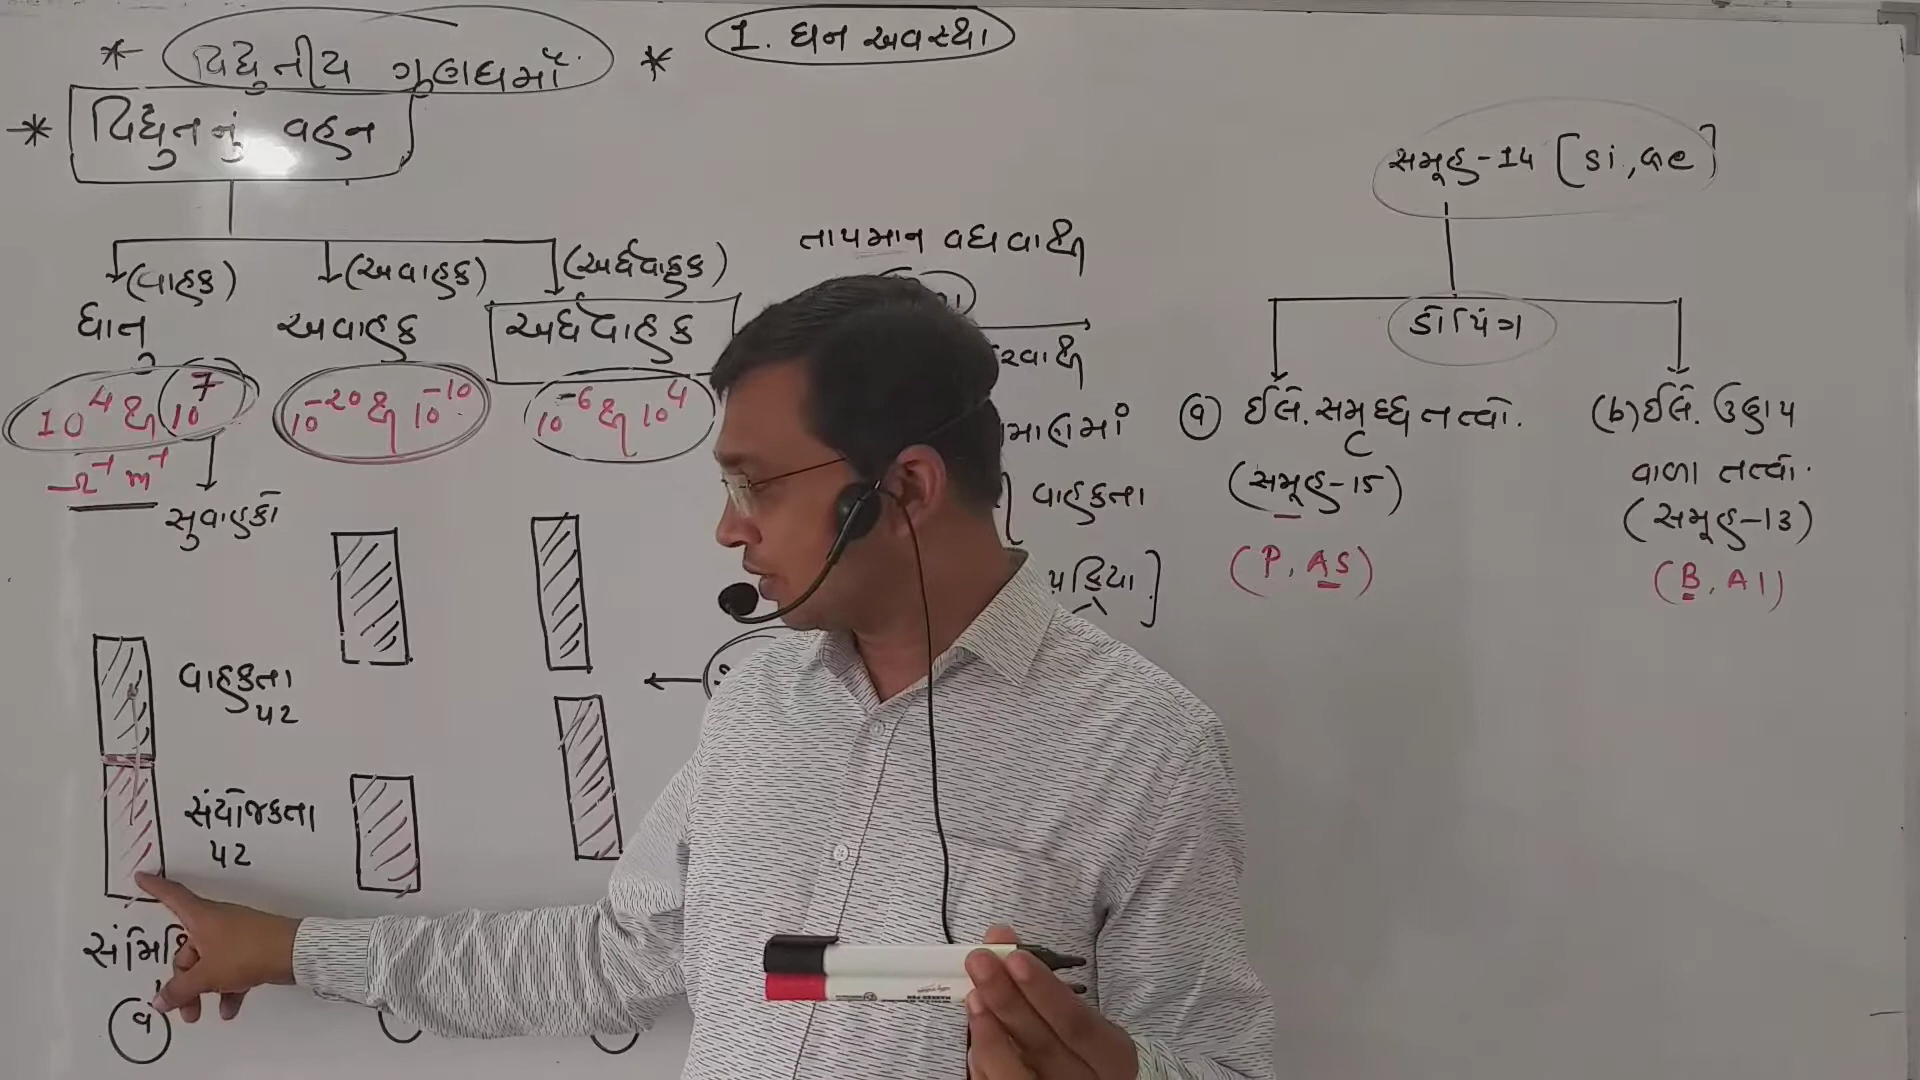 * વિદ્યુતીય ગુણધર્મો *
1. ઘન અવસ્થા
* વિદ્યુતનું વહન
(વાહક) (અવાહક) (અર્ધવાહક)
ધાતુ અવાહક અર્ધવાહક
10⁴ થી 10⁷ 10⁻²⁰ થી 10⁻¹⁰ 10⁻⁶ થી 10⁴
Ω⁻¹ m⁻¹
સુવાહકો
વાહકતા
પટ
સંયોજકતા
પટ
a
તાપમાન વધવાથી
વાહકતા
પ્રક્રિયા]
સમૂહ-14 [Si, Ge]
ડોપિંગ
(a) ઈલે. સમૃદ્ધ તત્વો.
(સમૂહ-15)
(P, As)
(b) ઈલે. ઉણપ
વાળા તત્વો.
(સમૂહ-13)
(B, Al)